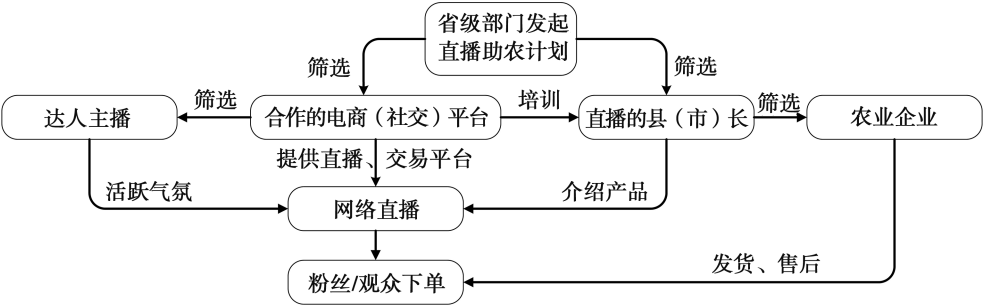 省级部门发起
直播助农计划
筛选
筛选
达人主播
筛选
合作的电商（社交）平台
培训
直播的县（市）长
筛选
农业企业
提供直播、交易平台
活跃气氛
介绍产品
网络直播
发货、售后
粉丝/观众下单